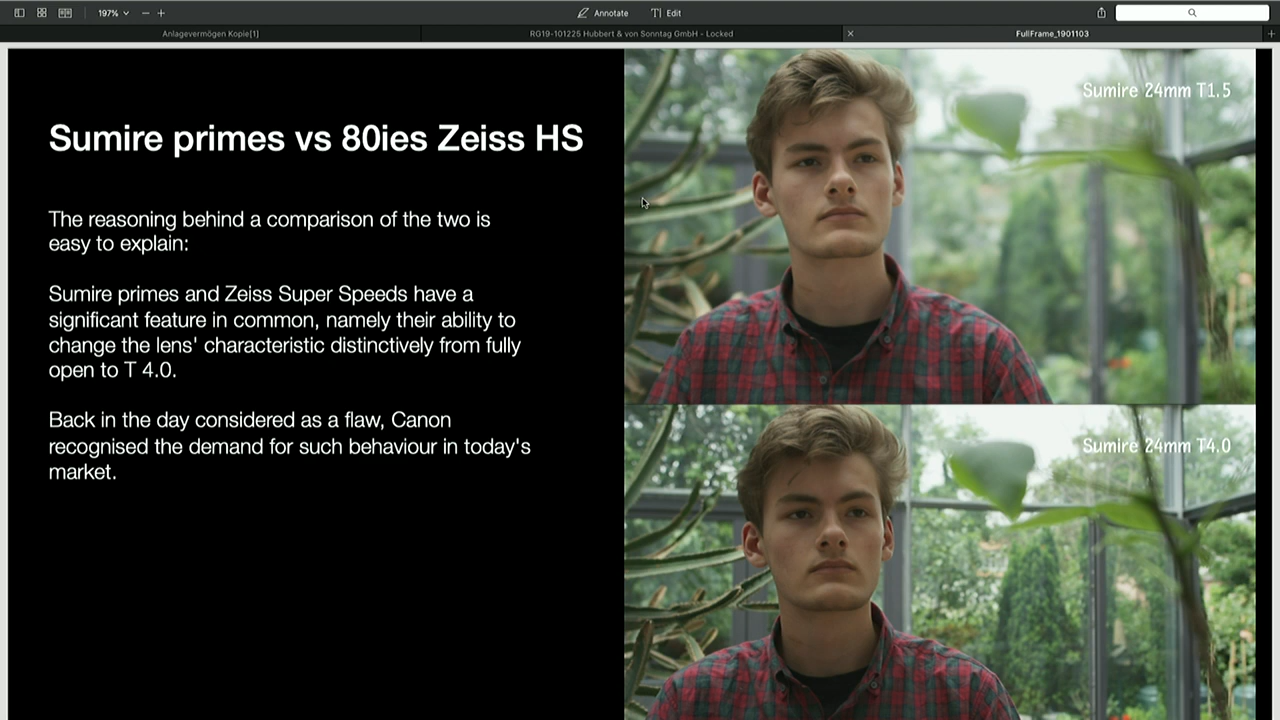 197%
Annotate
Edit
Anlagevermögen Kopie[1]
RG19-101225 Hubbert & von Sonntag GmbH - Locked
FullFrame_1901103
Sumire primes vs 80ies Zeiss HS
The reasoning behind a comparison of the two is
easy to explain:
Sumire primes and Zeiss Super Speeds have a
significant feature in common, namely their ability to
change the lens' characteristic distinctively from fully
open to T 4.0.
Back in the day considered as a flaw, Canon
recognised the demand for such behaviour in today's
market.
Sumire 24mm T1.5
Sumire 24mm T4.0